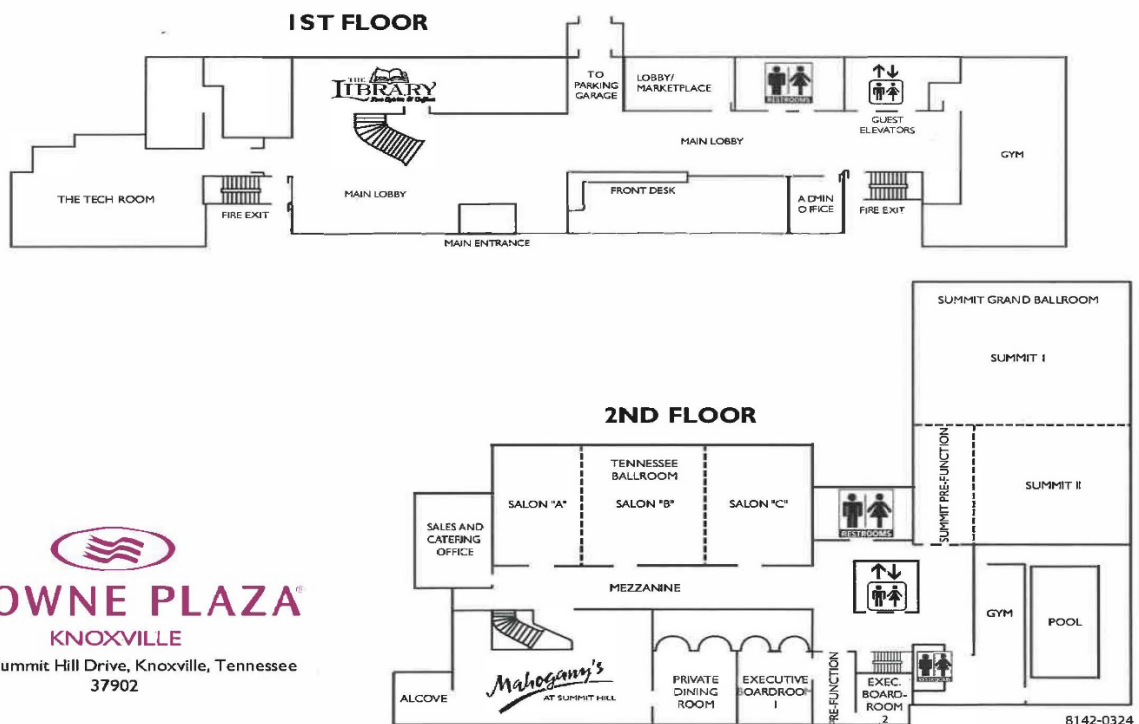 1ST FLOOR
THE
LIBRARY
TO
PARKING
GARAGE
LOBBY/
MARKETPLACE
RESTROOMS
GUEST
ELEVATORS
MAIN LOBBY
GYM
THE TECH ROOM
FIRE EXIT
MAIN LOBBY
FRONT DESK
ADMIN
OFFICE
FIRE EXIT
MAIN ENTRANCE
SUMMIT GRAND BALLROOM
SUMMIT I
2ND FLOOR
TENNESSEE
BALLROOM
SALON "A"
SALON "B"
SALON "C"
SUMMIT PRE-FUNCTION
SUMMIT II
RESTROOMS
SALES AND
CATERING
OFFICE
MEZZANINE
GYM
POOL
OWNE PLAZA
KNOXVILLE
ummit Hill Drive, Knoxville, Tennessee
37902
ALCOVE
Mahogany's
AT SUMMIT HILL
PRIVATE
DINING
ROOM
EXECUTIVE
BOARDROOM
1
PRE-FUNCTION
EXEC.
BOARD-
ROOM
2
RESTROOMS
8142-0324